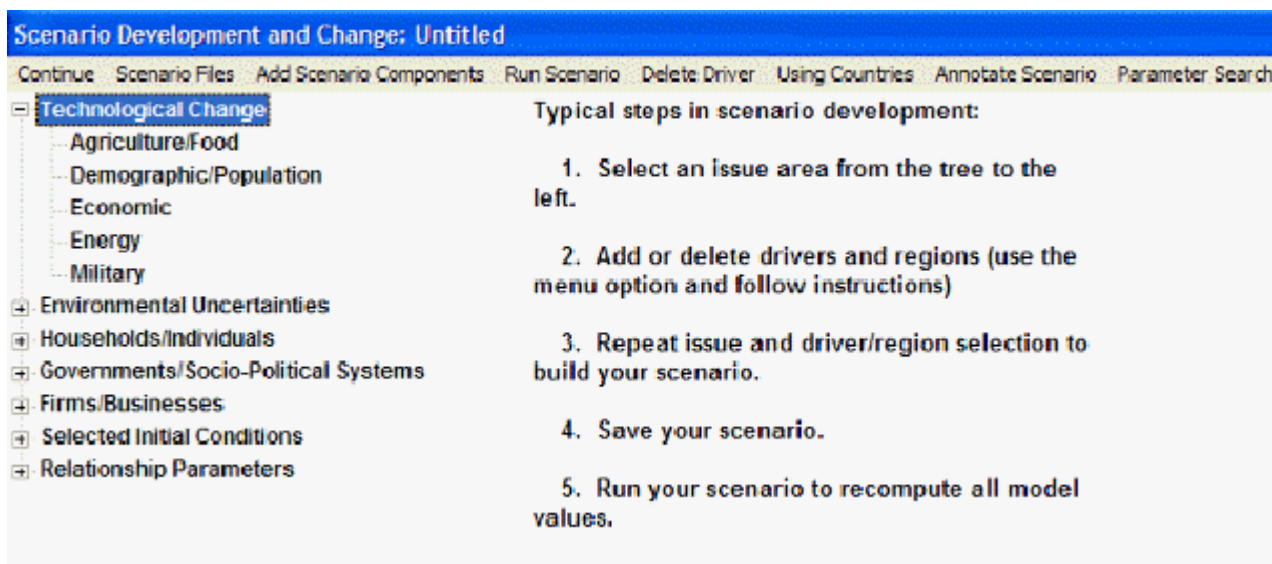 Scenario Development and Change: Untitled
Continue Scenario Files Add Scenario Components Run Scenario Delete Driver Using Countries Annotate Scenario Parameter Search
Technological Change
Agriculture/Food
Demographic/Population
Economic
Energy
Military
Environmental Uncertainties
Households/Individuals
Governments/Socio-Political Systems
Firms/Businesses
Selected Initial Conditions
Relationship Parameters
Typical steps in scenario development:
1. Select an issue area from the tree to the
left.
2. Add or delete drivers and regions (use the
menu option and follow instructions)
3. Repeat issue and driver/region selection to
build your scenario.
4. Save your scenario.
5. Run your scenario to recompute all model
values.